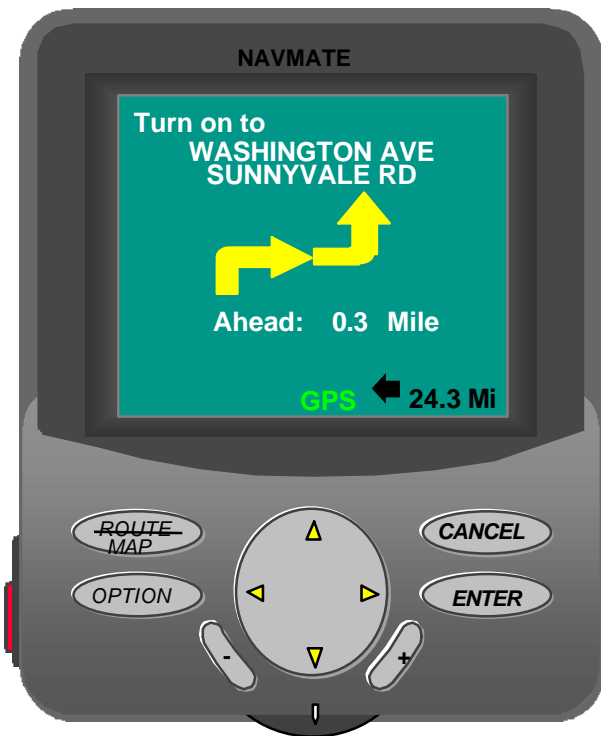 NAVMATE
Turn on to
WASHINGTON AVE
SUNNYVALE RD
Ahead: 0.3 Mile
GPS 24.3 Mi
ROUTE
MAP
CANCEL
OPTION
ENTER
- +